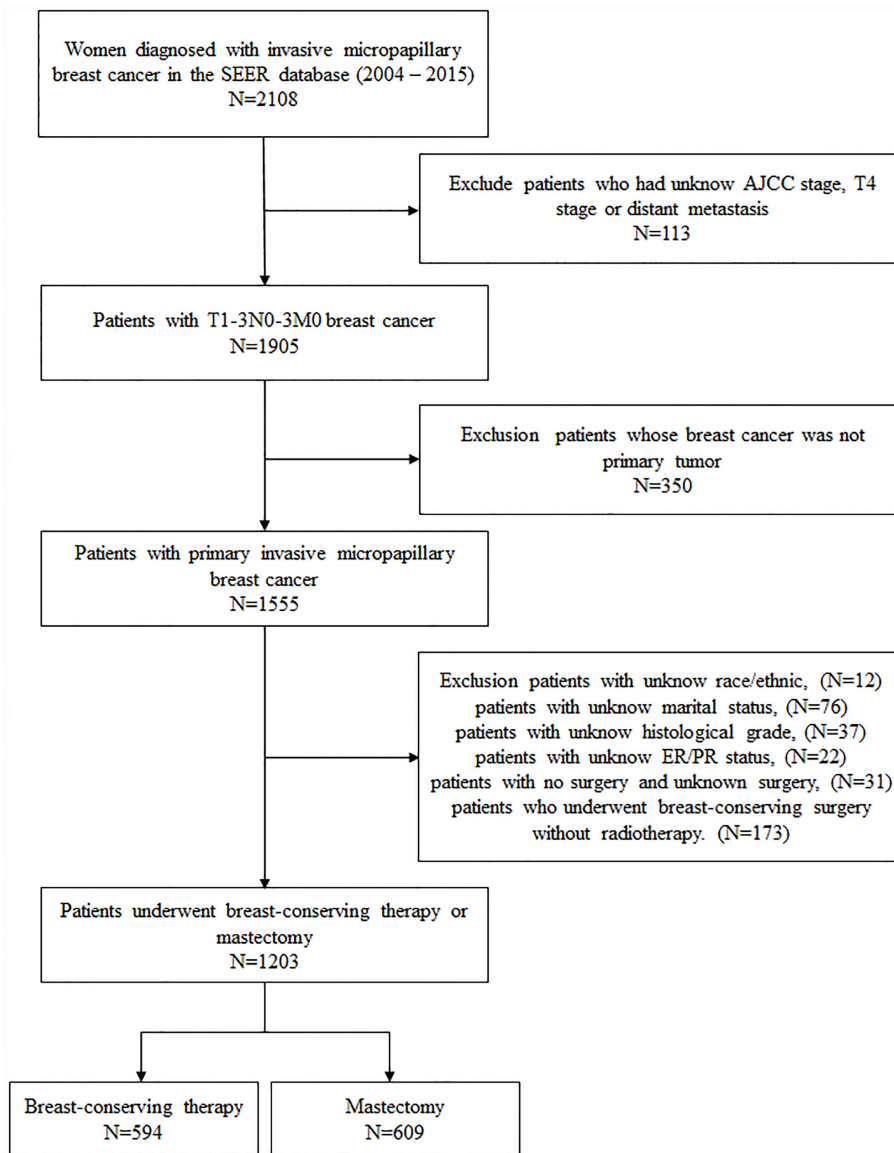 Women diagnosed with invasive micropapillary
breast cancer in the SEER database (2004 – 2015)
N=2108
Exclude patients who had unknow AJCC stage, T4
stage or distant metastasis
N=113
Patients with T1-3N0-3M0 breast cancer
N=1905
Exclusion patients whose breast cancer was not
primary tumor
N=350
Patients with primary invasive micropapillary
breast cancer
N=1555
Exclusion patients with unknow race/ethnic, (N=12)
patients with unknow marital status, (N=76)
patients with unknow histological grade, (N=37)
patients with unknow ER/PR status, (N=22)
patients with no surgery and unknown surgery, (N=31)
patients who underwent breast-conserving surgery
without radiotherapy. (N=173)
Patients underwent breast-conserving therapy or
mastectomy
N=1203
Breast-conserving therapy
N=594
Mastectomy
N=609